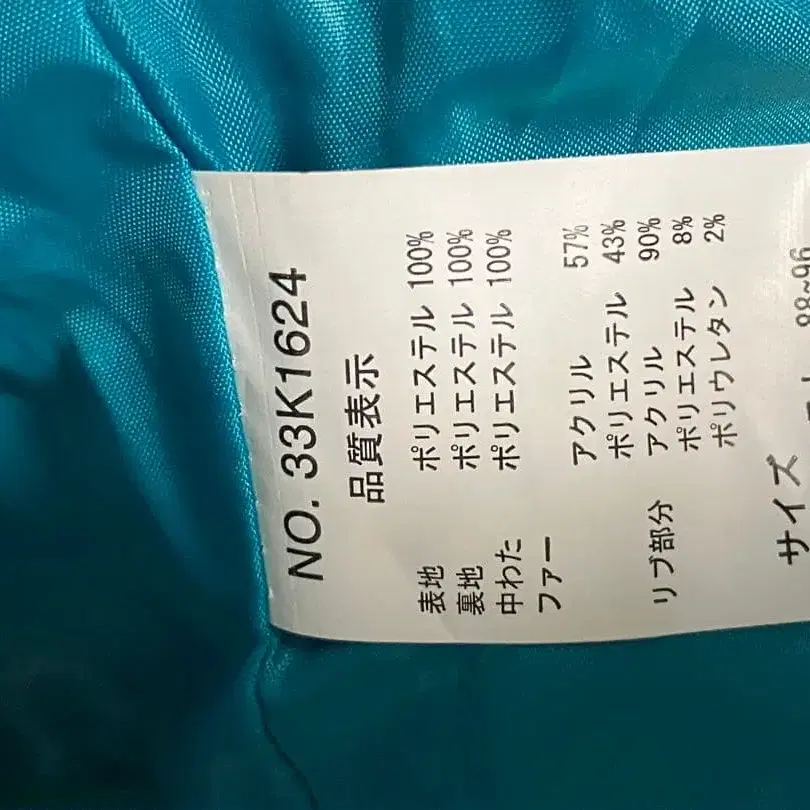 NO. 33K1624
品質表示
表地 ポリエステル 100%
裏地 ポリエステル 100%
中わた ポリエステル 100%
ファー
アクリル 57%
ポリエステル 43%
リブ部分 アクリル 90%
ポリエステル 8%
ポリウレタン 2%
サイズ 88~96